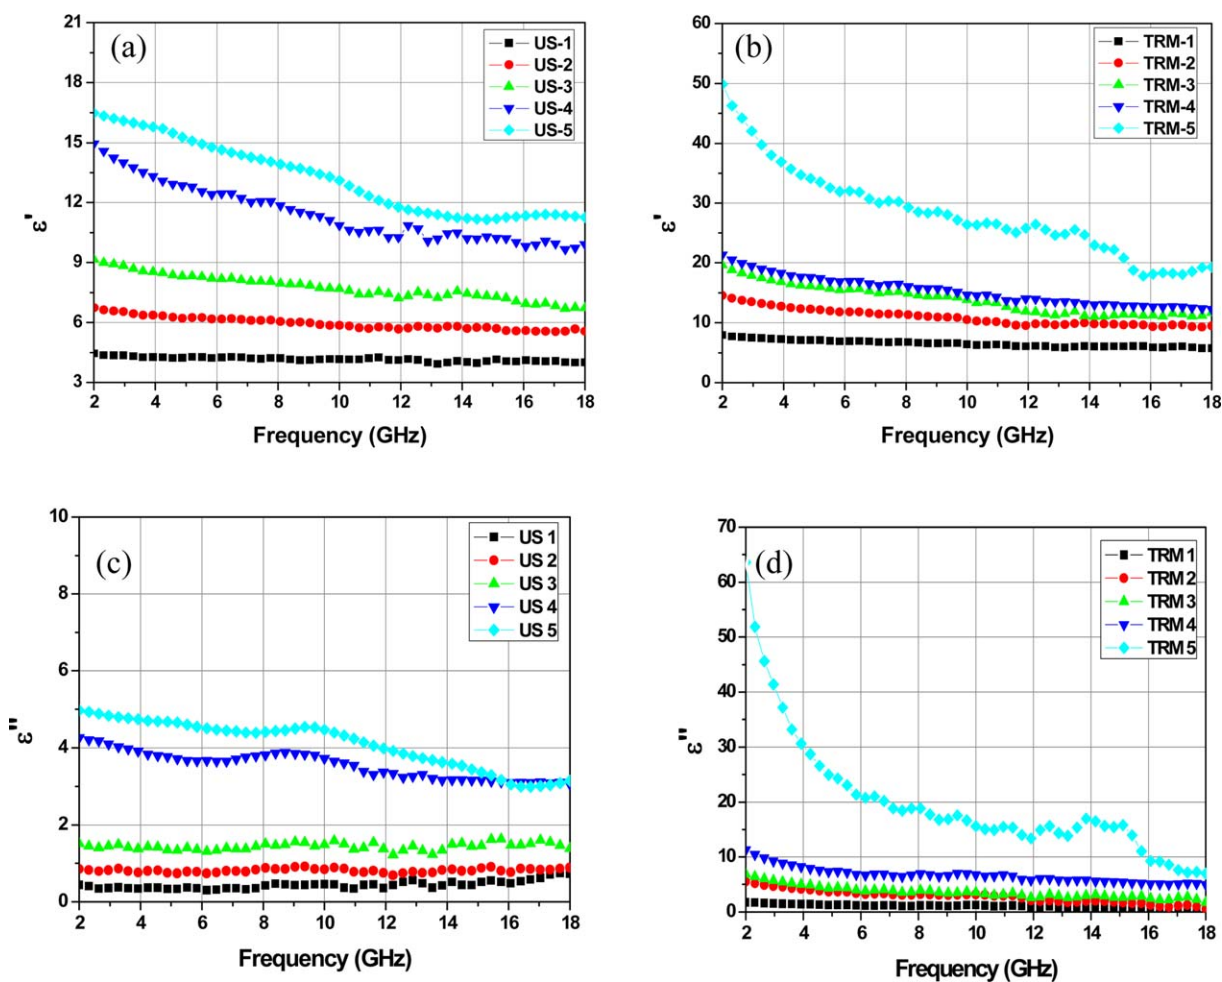 (a)
US-1
US-2
US-3
US-4
US-5
21
18
15
12
9
6
3
ε'
2 4 6 8 10 12 14 16 18
Frequency (GHz)
(b)
TRM-1
TRM-2
TRM-3
TRM-4
TRM-5
60
50
40
30
20
10
0
ε'
2 4 6 8 10 12 14 16 18
Frequency (GHz)
(c)
US 1
US 2
US 3
US 4
US 5
10
8
6
4
2
0
ε"
2 4 6 8 10 12 14 16 18
Frequency (GHz)
(d)
TRM 1
TRM 2
TRM 3
TRM 4
TRM 5
70
60
50
40
30
20
10
0
ε"
2 4 6 8 10 12 14 16 18
Frequency (GHz)